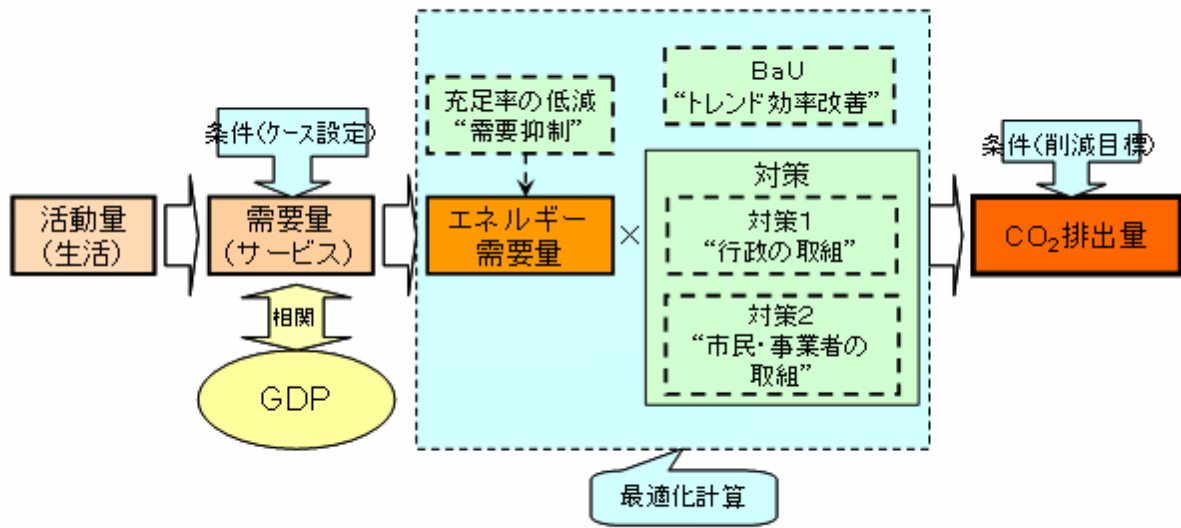 活動量
(生活)
条件(ケース設定)
需要量
(サービス)
相関
GDP
充足率の低減
“需要抑制”
エネルギー
需要量
×
BaU
“トレンド効率改善”
対策
対策1
“行政の取組”
対策2
“市民・事業者の
取組”
最適化計算
条件(削減目標)
CO₂排出量